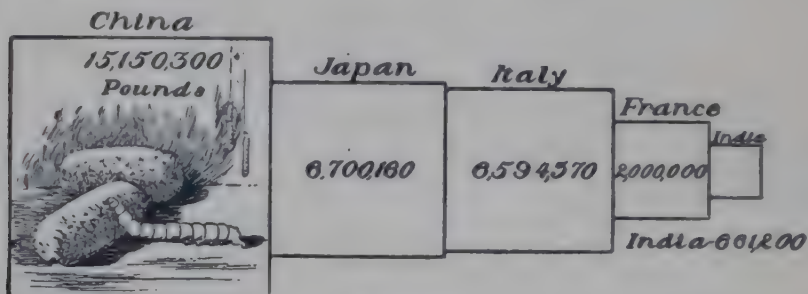 China
15,150,300
Pounds
Japan
6,700,160
Italy
6,594,370
France
2,000,000
India
India-661,200